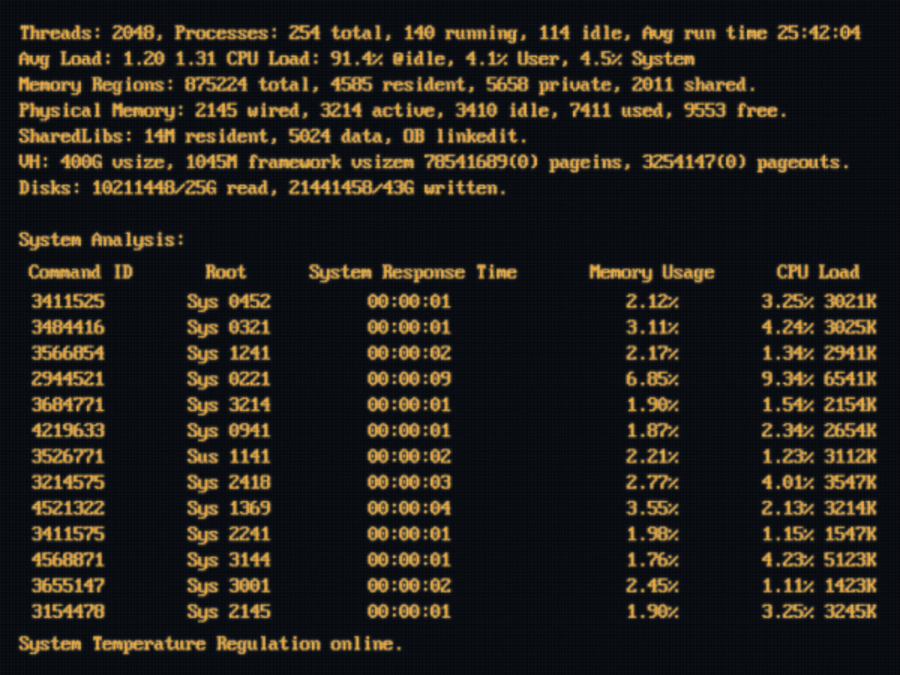 Threads: 2048, Processes: 254 total, 140 running, 114 idle, Avg run time 25:42:04
Avg Load: 1.20 1.31 CPU Load: 91.4% @idle, 4.1% User, 4.5% System
Memory Regions: 875224 total, 4585 resident, 5658 private, 2011 shared.
Physical Memory: 2145 wired, 3214 active, 3410 idle, 7411 used, 9553 free.
SharedLibs: 14M resident, 5024 data, OB linkedit.
VH: 400G vsize, 1045M framework vsizem 78541689(0) pageins, 3254147(0) pageouts.
Disks: 10211448/25G read, 21441458/43G written.
System Analysis:
Command ID Root System Response Time Memory Usage CPU Load
3411525 Sys 0452 00:00:01 2.12% 3.25% 3021K
3484416 Sys 0321 00:00:01 3.11% 4.24% 3025K
3566854 Sys 1241 00:00:02 2.17% 1.34% 2941K
2944521 Sys 0221 00:00:09 6.85% 9.34% 6541K
3684771 Sys 3214 00:00:01 1.90% 1.54% 2154K
4219633 Sys 0941 00:00:01 1.87% 2.34% 2654K
3526771 Sus 1141 00:00:02 2.21% 1.23% 3112K
3214575 Sys 2418 00:00:03 2.77% 4.01% 3547K
4521322 Sys 1369 00:00:04 3.55% 2.13% 3214K
3411575 Sys 2241 00:00:01 1.98% 1.15% 1547K
4568871 Sys 3144 00:00:01 1.76% 4.23% 5123K
3655147 Sys 3001 00:00:02 2.45% 1.11% 1423K
3154478 Sys 2145 00:00:01 1.90% 3.25% 3245K
System Temperature Regulation online.